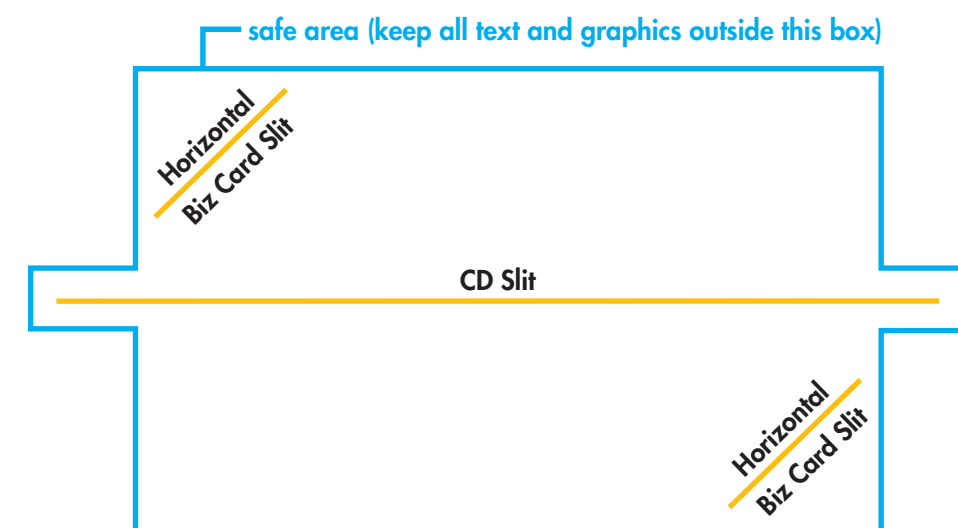 safe area (keep all text and graphics outside this box)
Horizontal
Biz Card Slit
CD Slit
Horizontal
Biz Card Slit